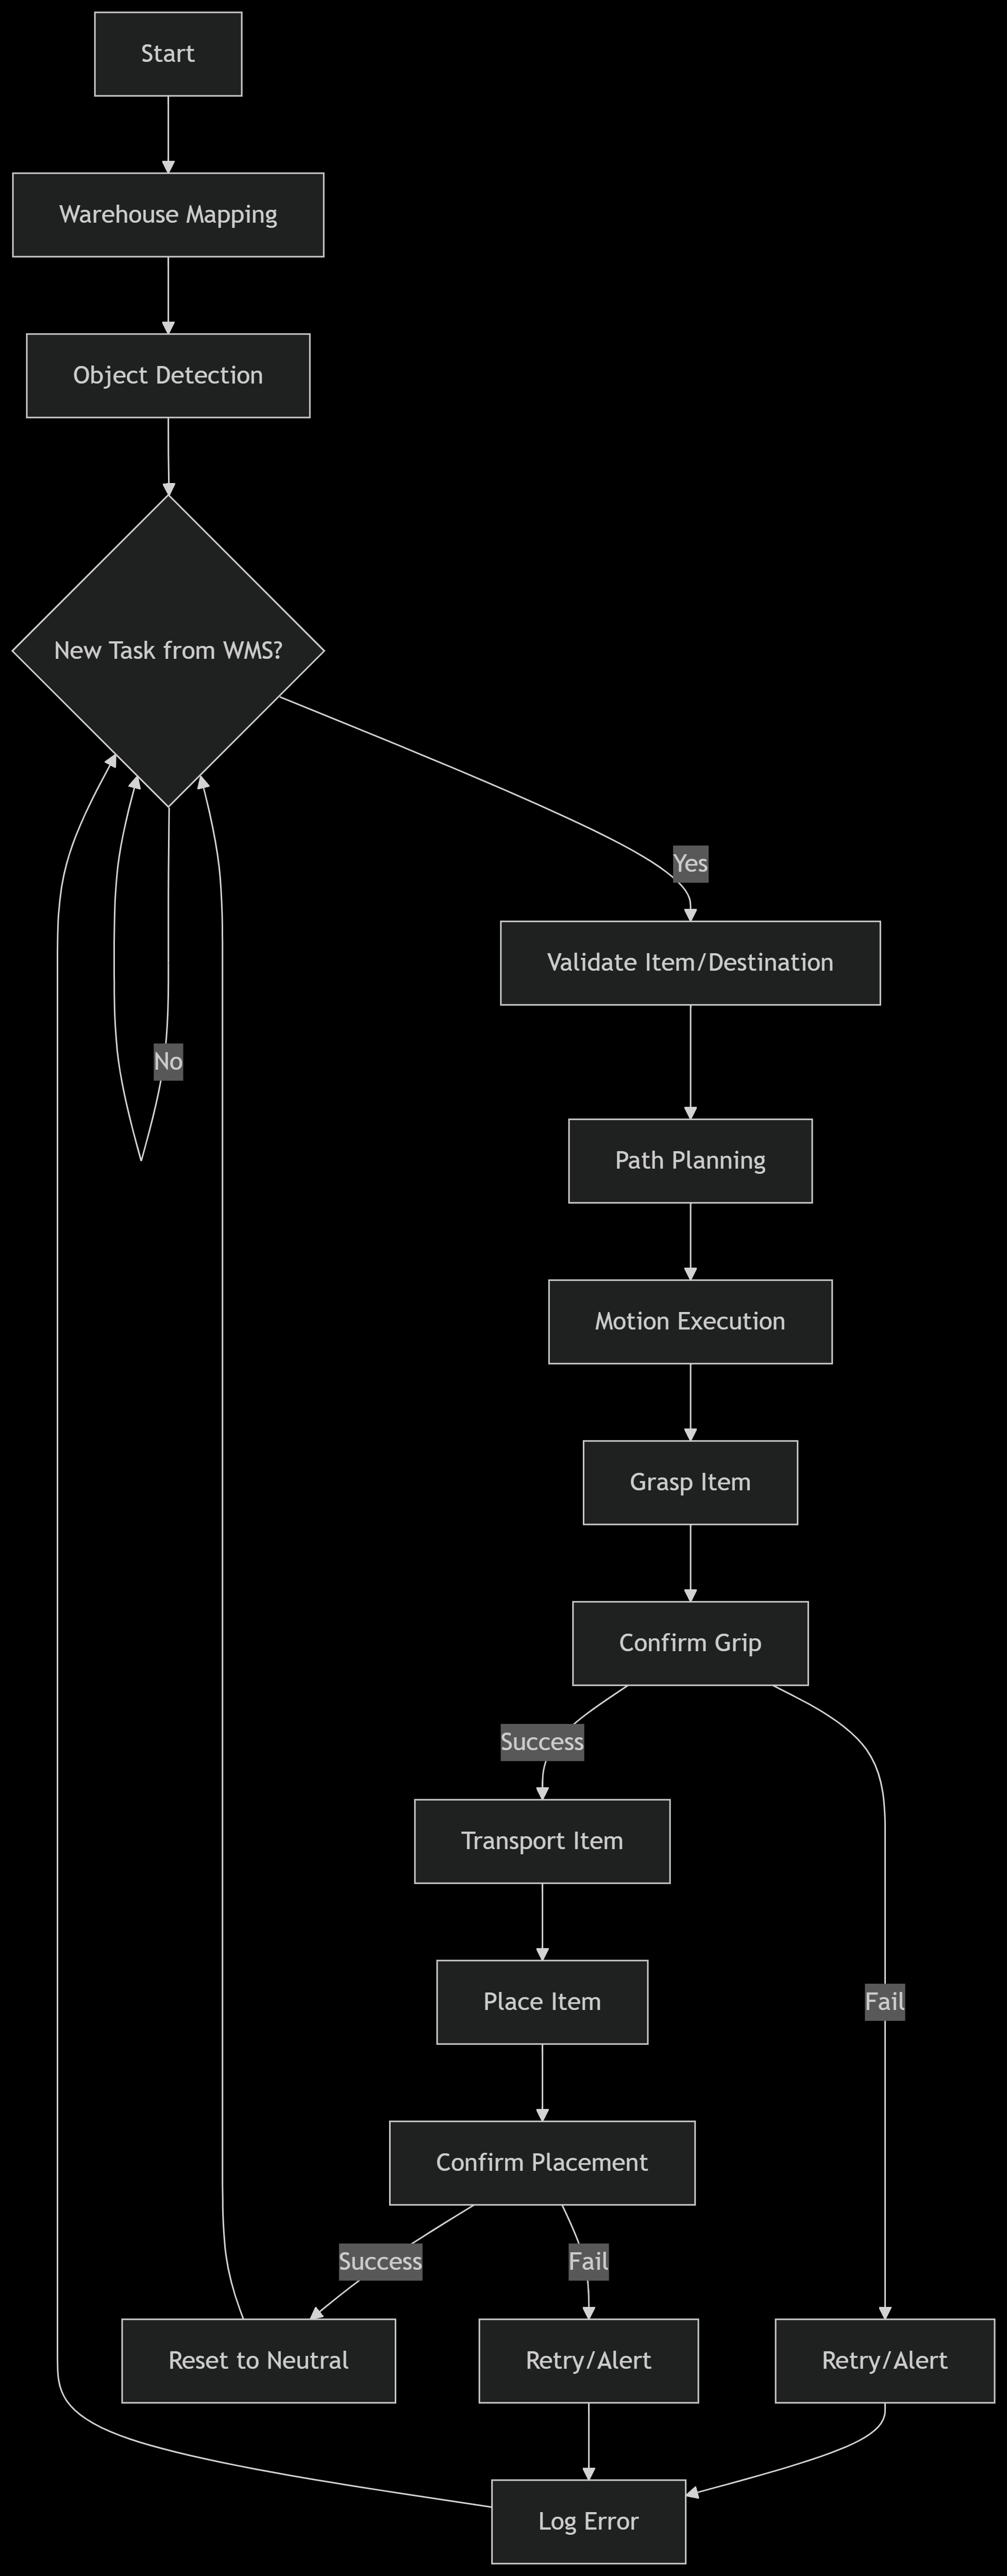 Start
Warehouse Mapping
Object Detection
New Task from WMS?
Yes
Validate Item/Destination
No
Path Planning
Motion Execution
Grasp Item
Confirm Grip
Success
Transport Item
Place Item
Fail
Confirm Placement
Success
Fail
Reset to Neutral
Retry/Alert
Retry/Alert
Log Error